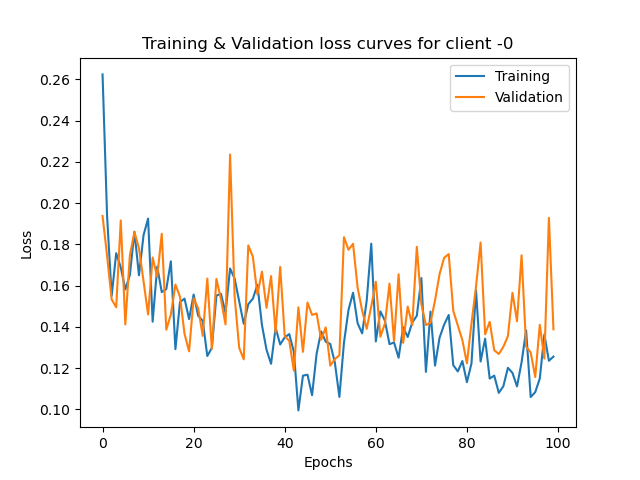 Training & Validation loss curves for client -0
Training
Validation
Loss
0.26
0.24
0.22
0.20
0.18
0.16
0.14
0.12
0.10
0 20 40 60 80 100
Epochs